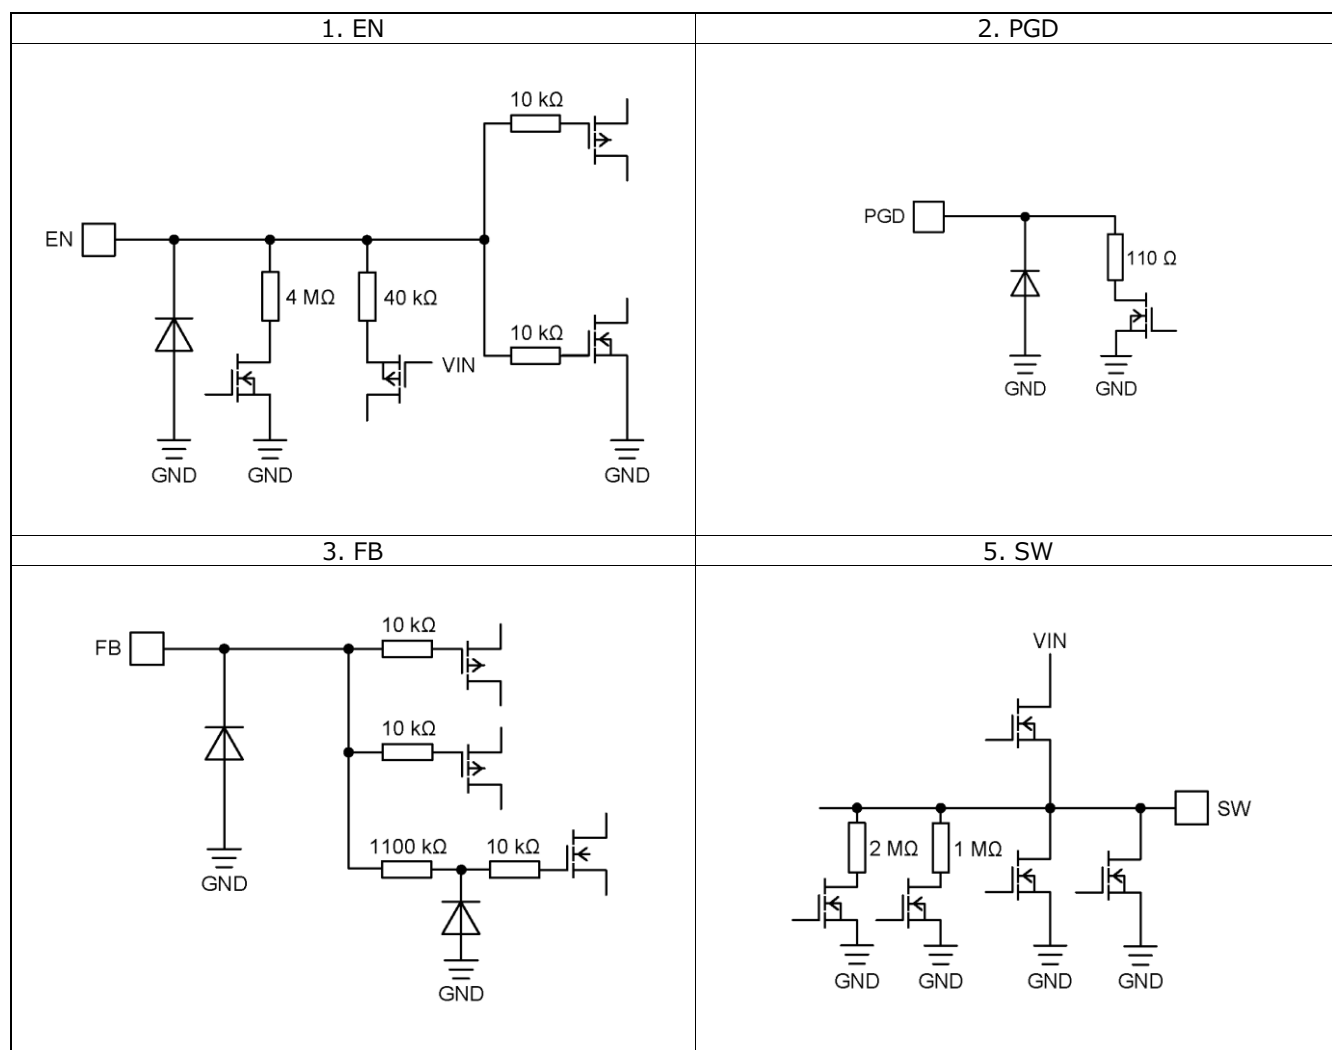 1. EN
2. PGD
10 kΩ
EN
4 MΩ
40 kΩ
10 kΩ
VIN
GND
GND
GND
PGD
110 Ω
GND
GND
3. FB
5. SW
FB
10 kΩ
10 kΩ
1100 kΩ
10 kΩ
GND
GND
VIN
SW
2 MΩ
1 MΩ
GND
GND
GND
GND